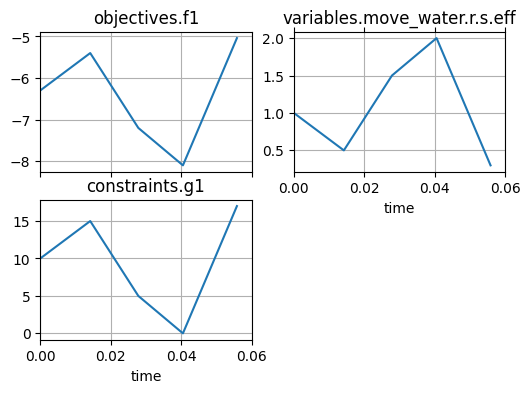 objectives.f1
−5
−6
−7
−8
variables.move_water.r.s.eff
2.0
1.5
1.0
0.5
0.00 0.02 0.04 0.06
time
constraints.g1
15
10
5
0
0.00 0.02 0.04 0.06
time